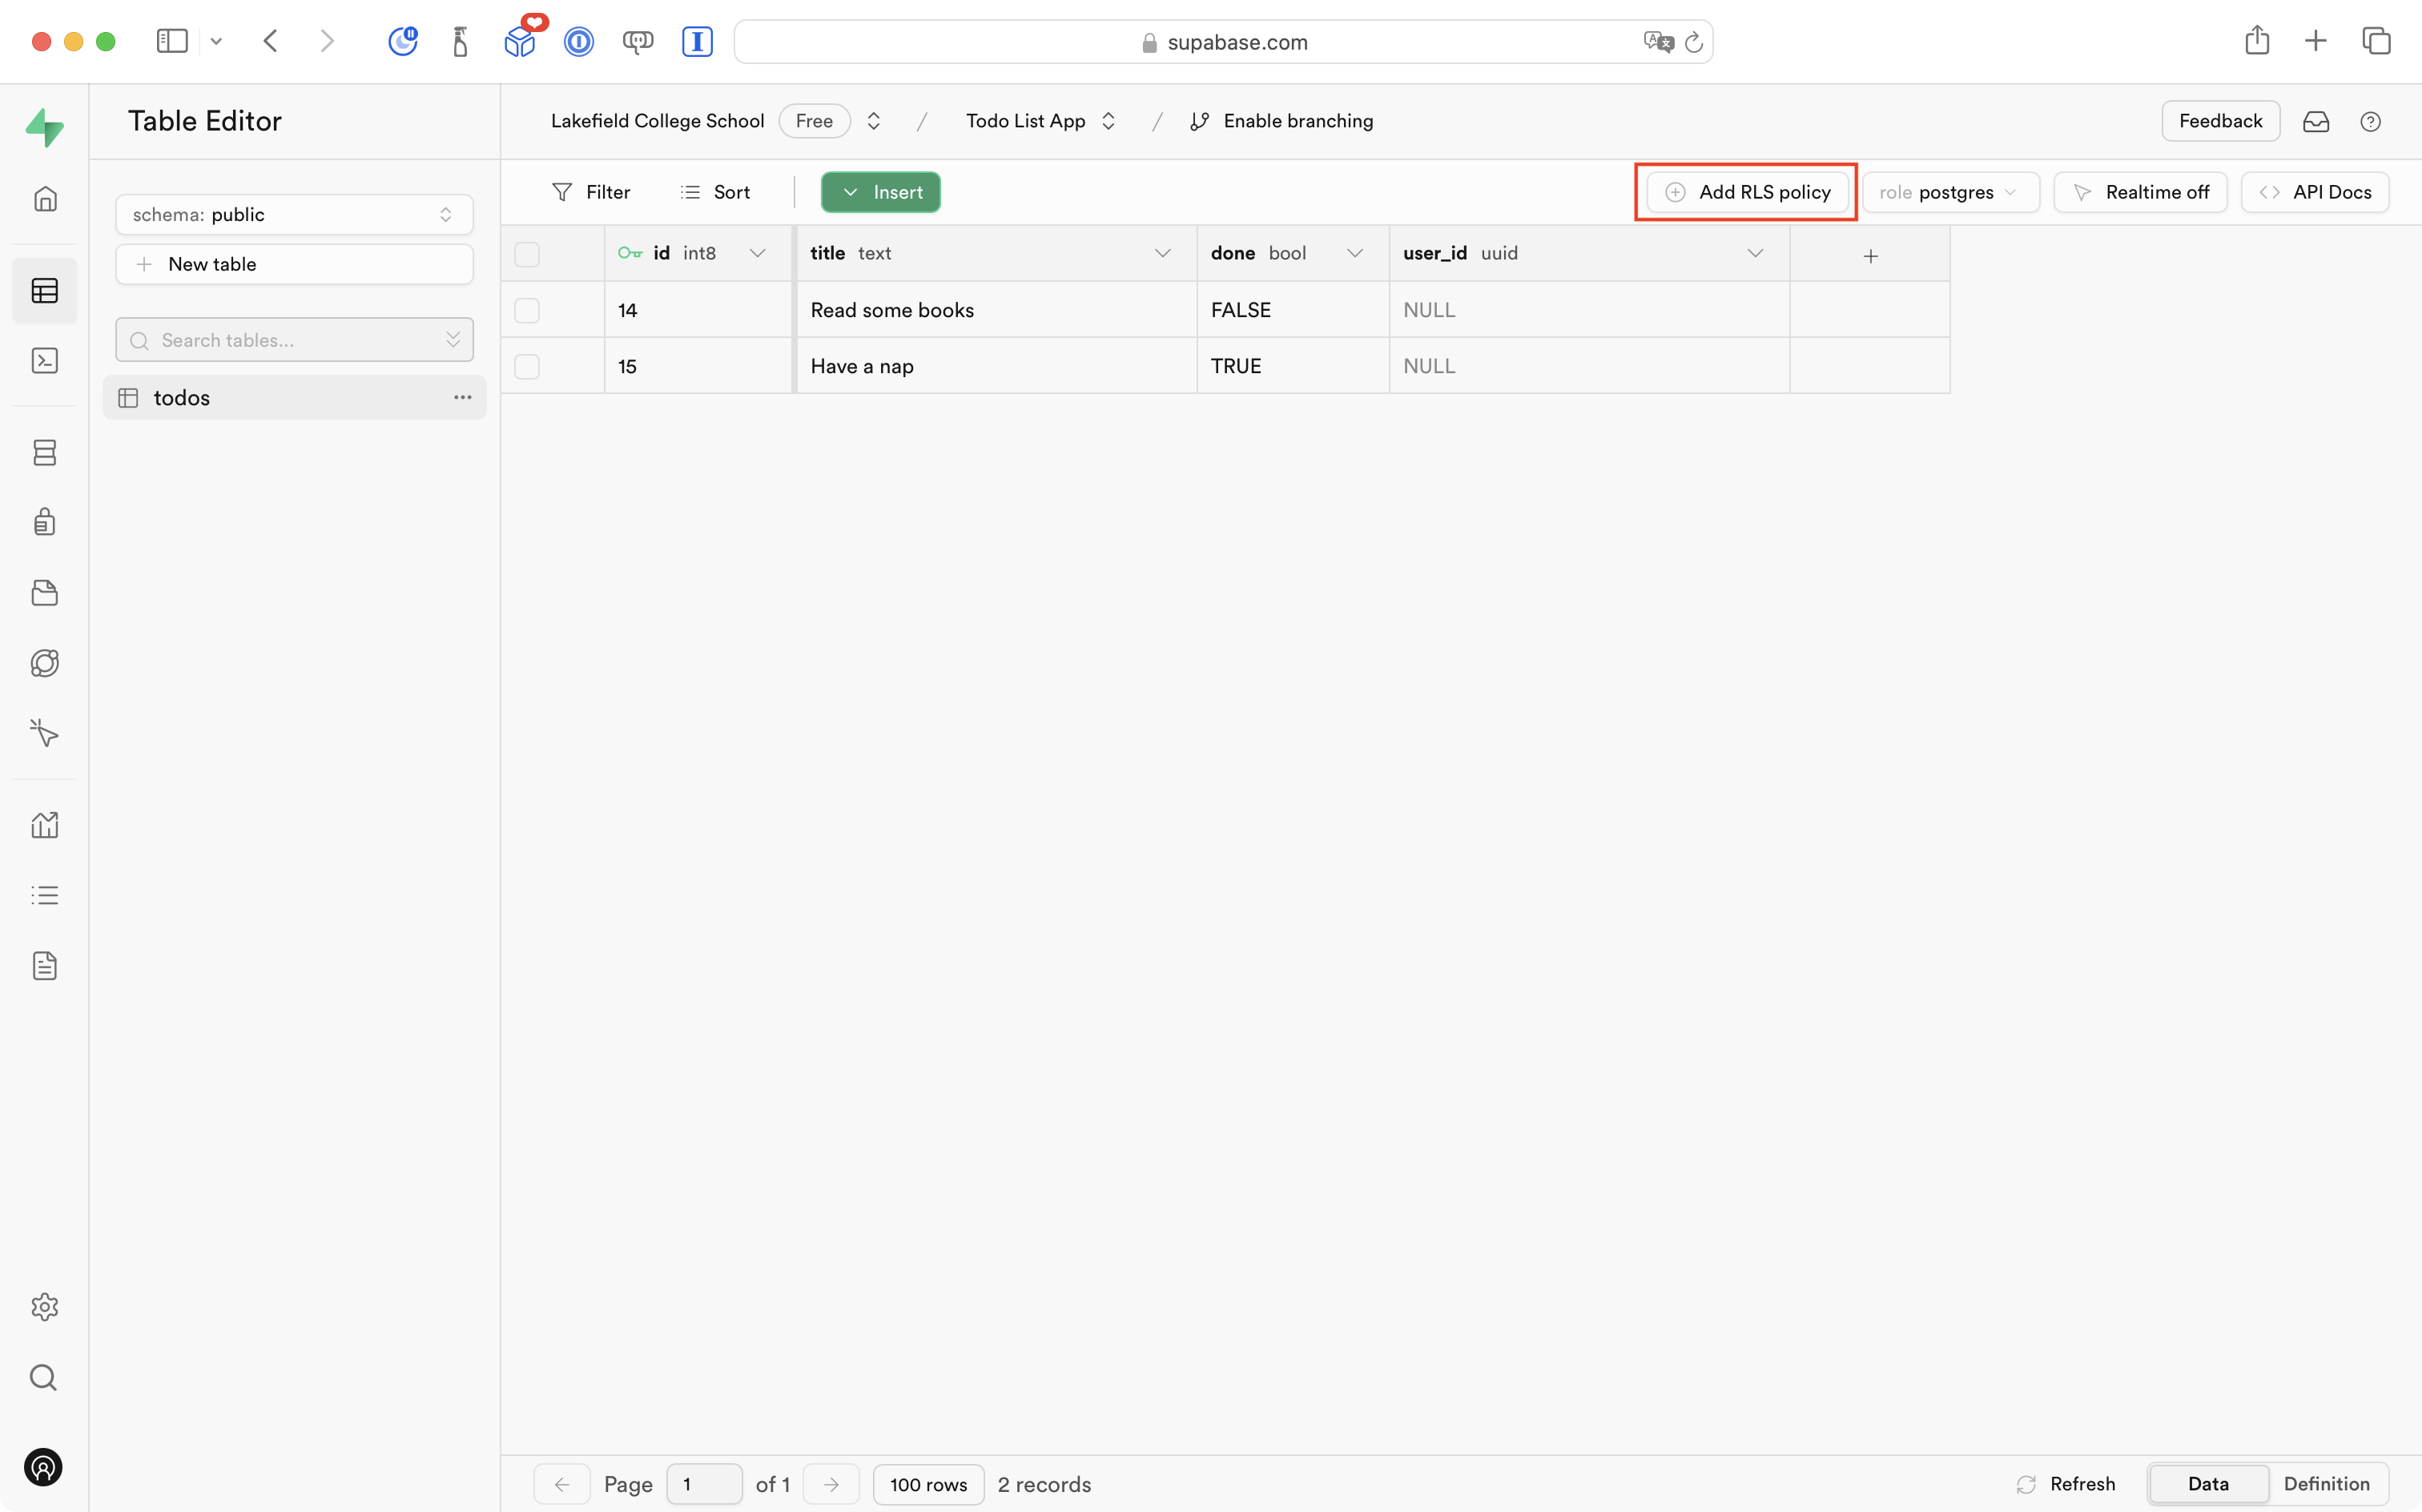 supabase.com
Table Editor
Lakefield College School Free / Todo List App / Enable branching
Feedback
schema: public
New table
Search tables...
todos
Filter Sort Insert Add RLS policy role postgres Realtime off API Docs
id int8 title text done bool user_id uuid
14 Read some books FALSE NULL
15 Have a nap TRUE NULL
Page 1 of 1 100 rows 2 records Refresh Data Definition